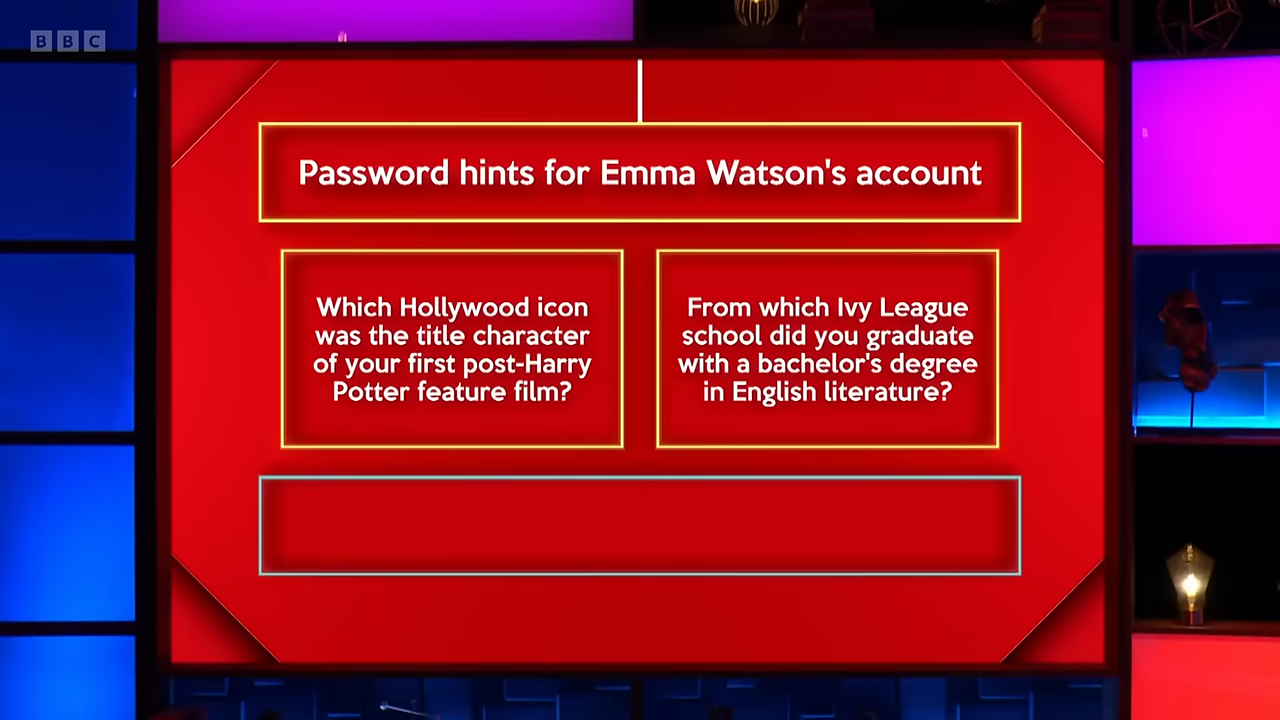 BBC
Password hints for Emma Watson's account
Which Hollywood icon
was the title character
of your first post-Harry
Potter feature film?
From which Ivy League
school did you graduate
with a bachelor's degree
in English literature?